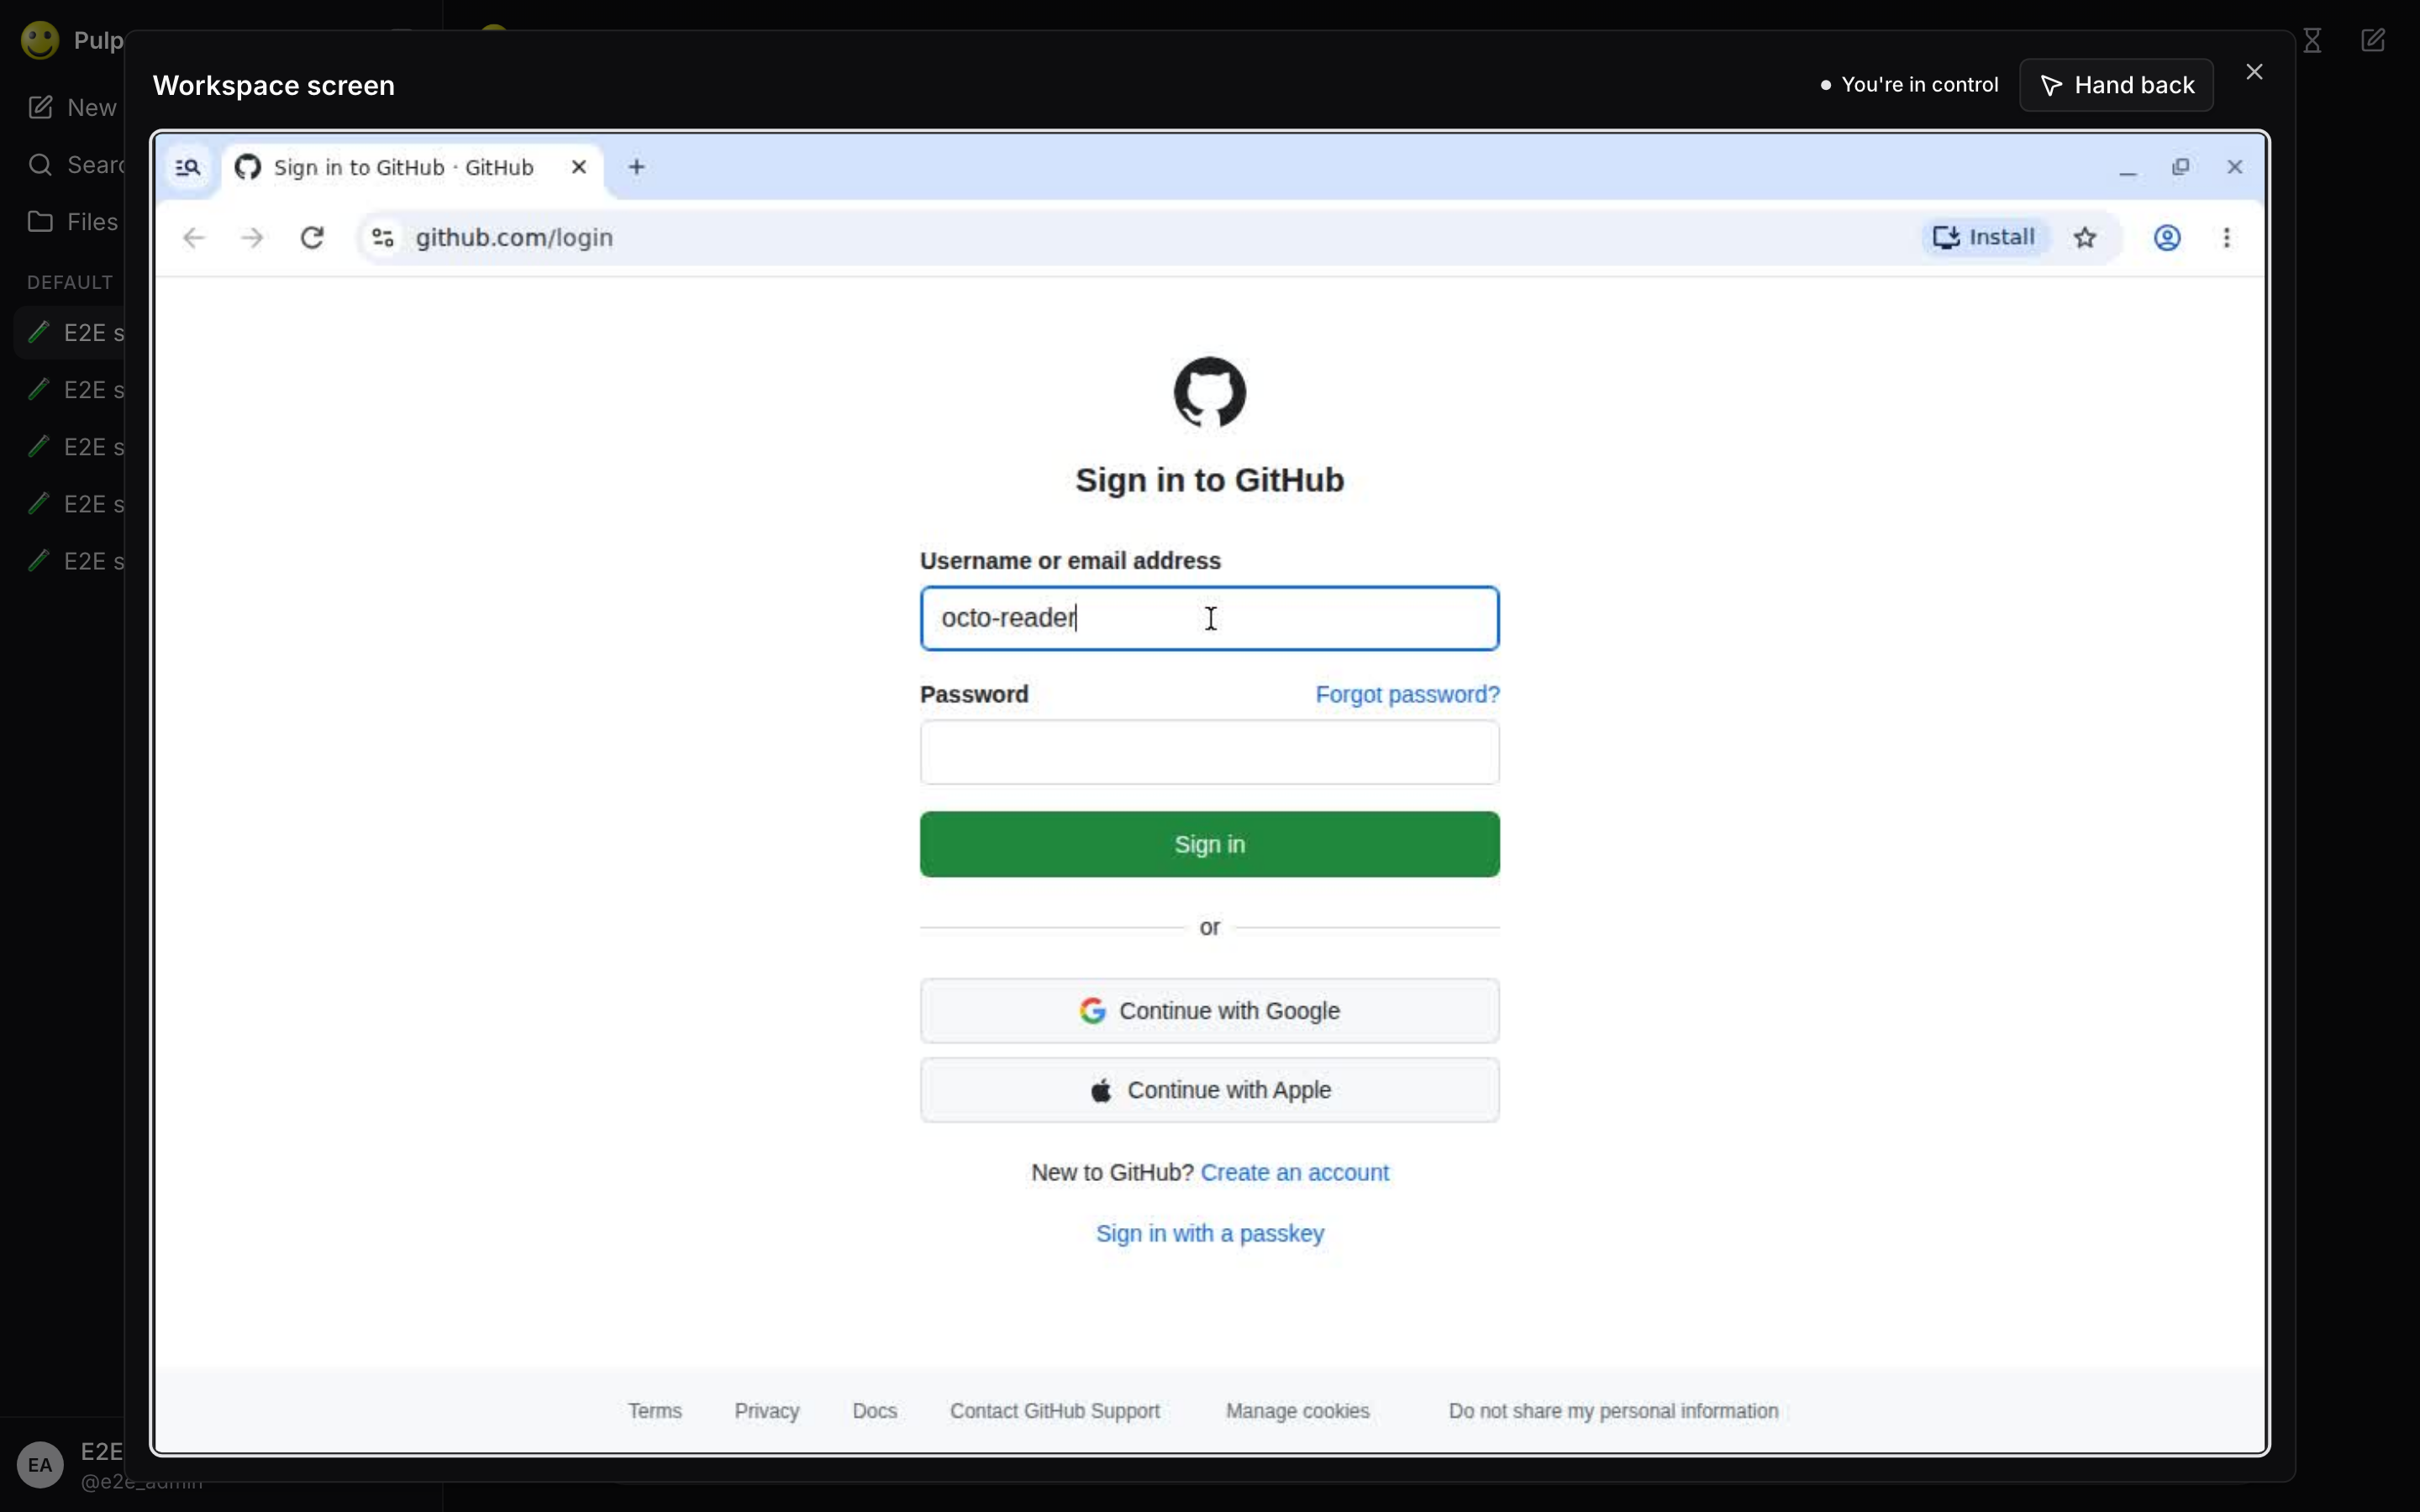 Pulp
Workspace screen
You're in control
Hand back
New
Searc
Files
DEFAULT
E2E s
E2E s
E2E s
E2E s
E2E s
Sign in to GitHub · GitHub
github.com/login
Install
Sign in to GitHub
Username or email address
octo-reader
Password
Forgot password?
Sign in
or
Continue with Google
Continue with Apple
New to GitHub? Create an account
Sign in with a passkey
Terms
Privacy
Docs
Contact GitHub Support
Manage cookies
Do not share my personal information
EA
E2E
@e2e_admin